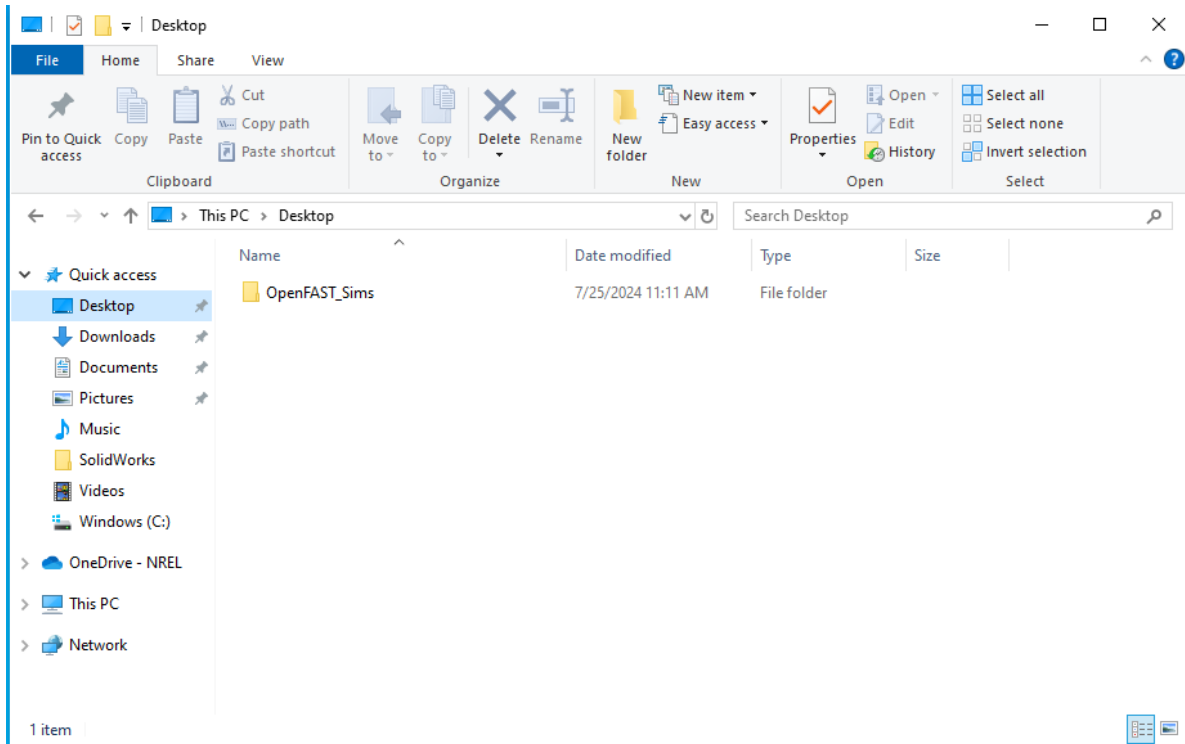 Desktop
File Home Share View
Pin to Quick access
Copy
Paste
Cut
Copy path
Paste shortcut
Clipboard
Move to
Copy to
Delete
Rename
Organize
New folder
New item
Easy access
New
Properties
Open
Edit
History
Open
Select all
Select none
Invert selection
Select
This PC > Desktop
Search Desktop
Name Date modified Type Size
OpenFAST_Sims 7/25/2024 11:11 AM File folder
Quick access
Desktop
Downloads
Documents
Pictures
Music
SolidWorks
Videos
Windows (C:)
OneDrive - NREL
This PC
Network
1 item